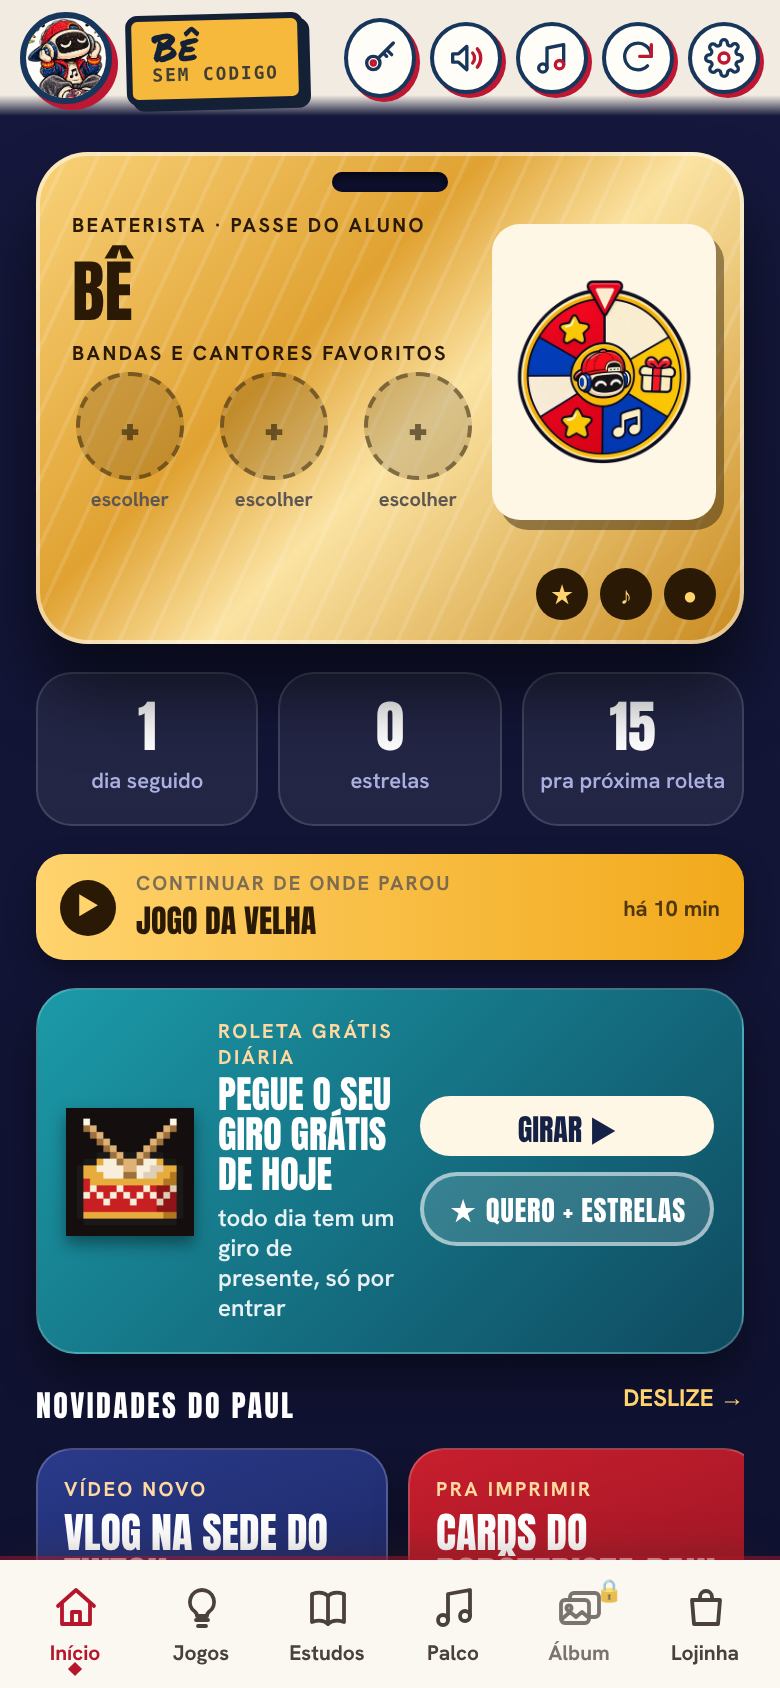 BÊ
SEM CODIGO
BEATERISTA · PASSE DO ALUNO
BÊ
BANDAS E CANTORES FAVORITOS
+ + +
escolher escolher escolher
1 0 15
dia seguido estrelas pra próxima roleta
CONTINUAR DE ONDE PAROU
JOGO DA VELHA
há 10 min
ROLETA GRÁTIS
DIÁRIA
PEGUE O SEU
GIRO GRÁTIS
DE HOJE
todo dia tem um
giro de
presente, só por
entrar
GIRAR ▶
★ QUERO + ESTRELAS
NOVIDADES DO PAUL
DESLIZE →
VÍDEO NOVO
VLOG NA SEDE DO
PRA IMPRIMIR
CARDS DO
Início Jogos Estudos Palco Álbum Lojinha